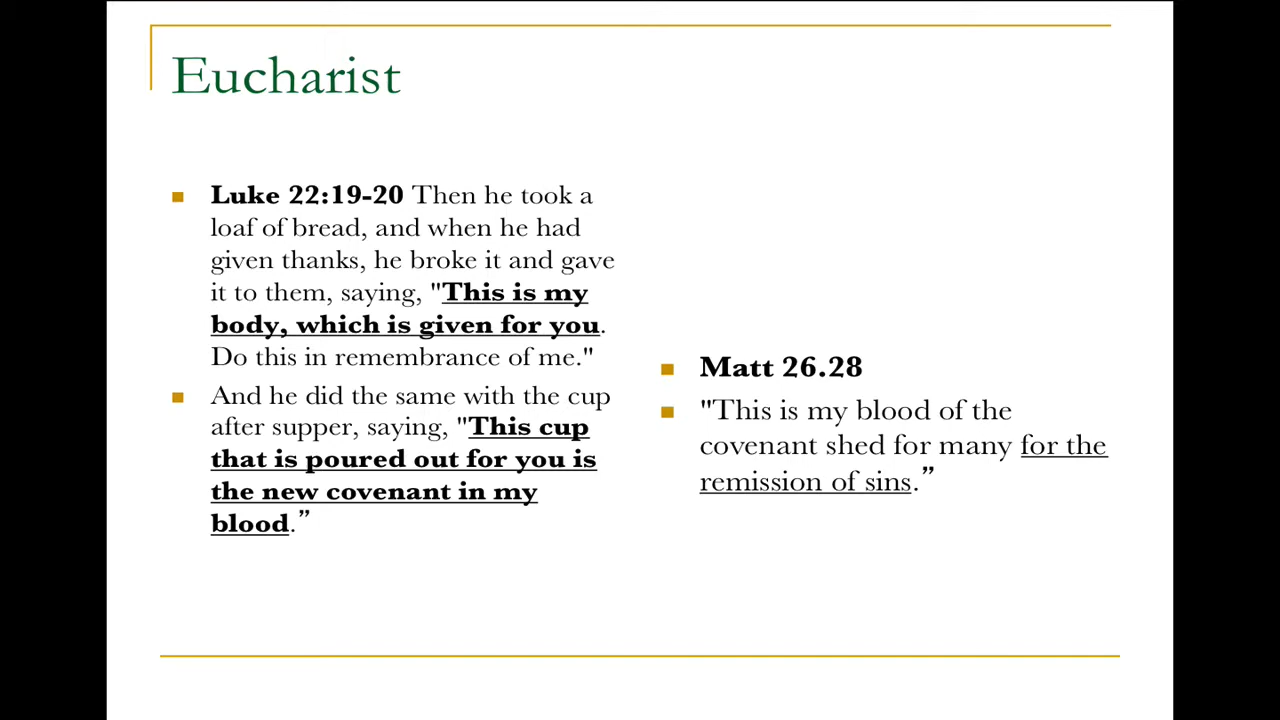 Eucharist
Luke 22:19-20 Then he took a
loaf of bread, and when he had
given thanks, he broke it and gave
it to them, saying, "This is my
body, which is given for you.
Do this in remembrance of me."
And he did the same with the cup
after supper, saying, "This cup
that is poured out for you is
the new covenant in my
blood.”
Matt 26.28
"This is my blood of the
covenant shed for many for the
remission of sins.”